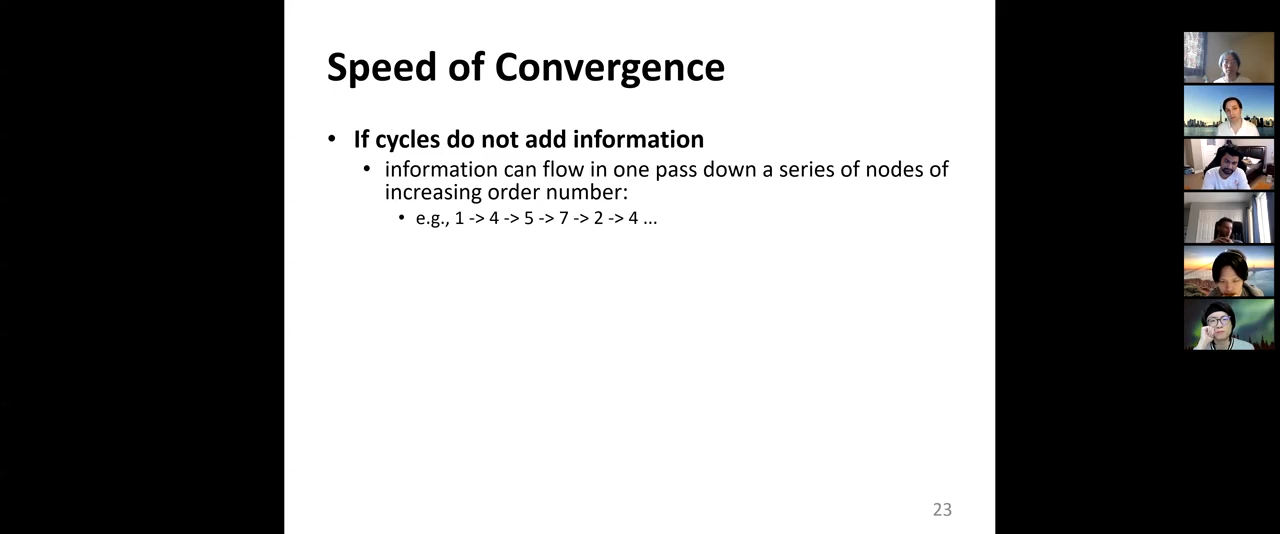 Speed of Convergence
• If cycles do not add information
• information can flow in one pass down a series of nodes of
increasing order number:
• e.g., 1 -> 4 -> 5 -> 7 -> 2 -> 4 ...
23